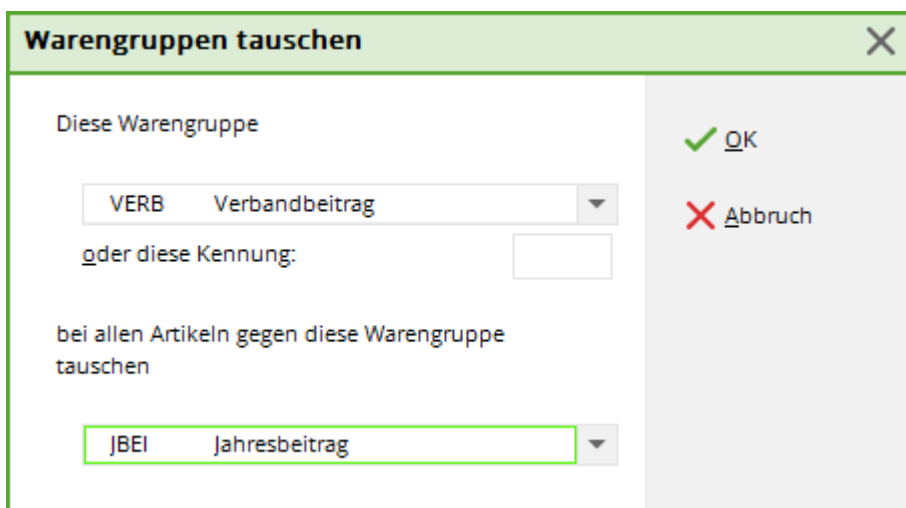 Warengruppen tauschen
Diese Warengruppe
OK
VERB Verbandbeitrag
Abbruch
oder diese Kennung:
bei allen Artikeln gegen diese Warengruppe
tauschen
JBEI Jahresbeitrag